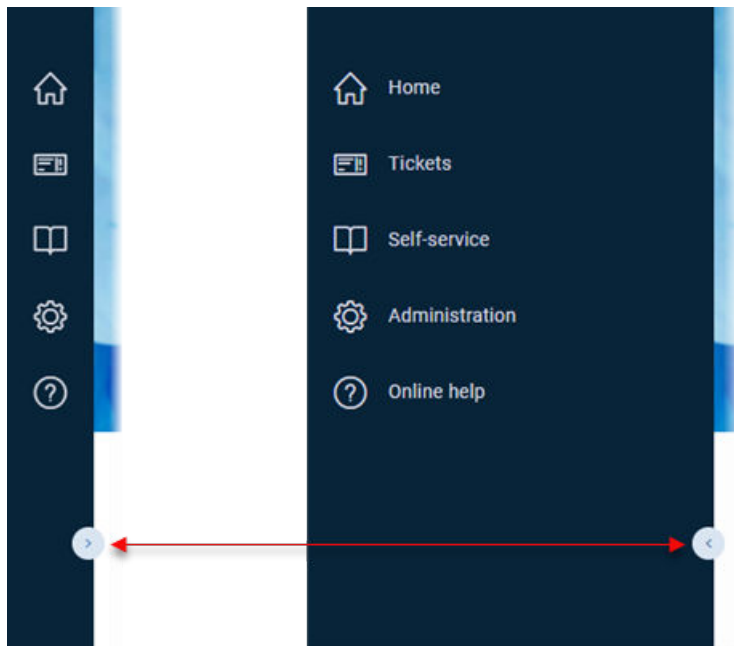 Home
Tickets
Self-service
Administration
Online help